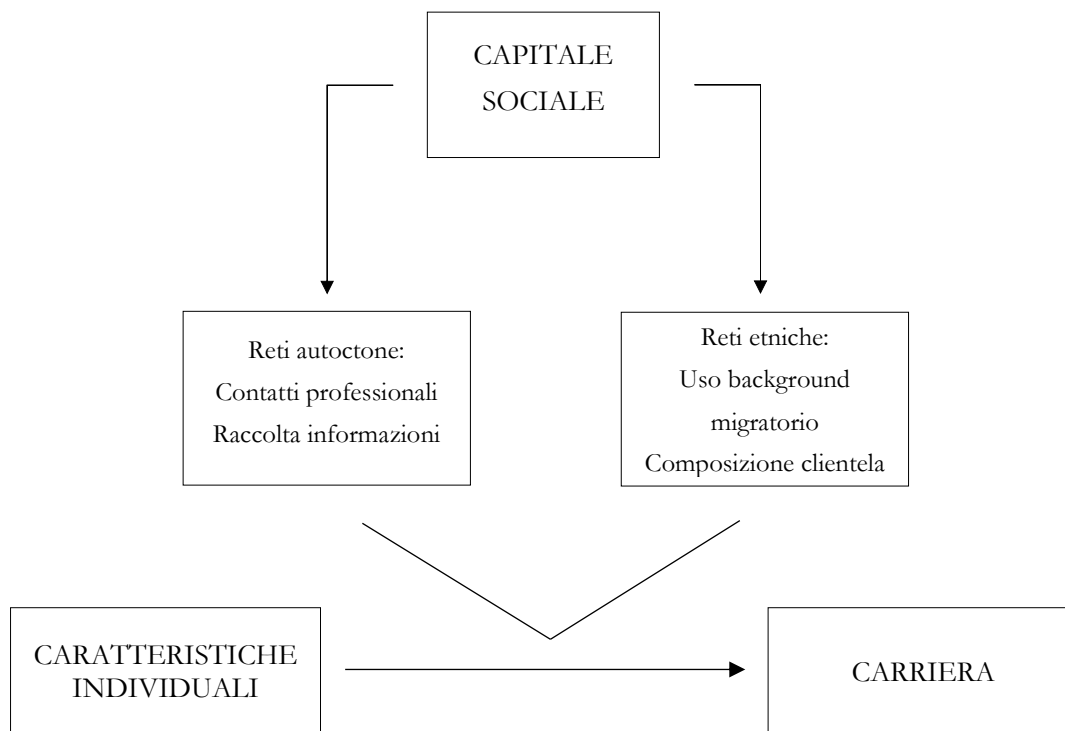 CAPITALE
SOCIALE
Reti autoctone:
Contatti professionali
Raccolta informazioni
Reti etniche:
Uso background
migratorio
Composizione clientela
CARATTERISTICHE
INDIVIDUALI
CARRIERA